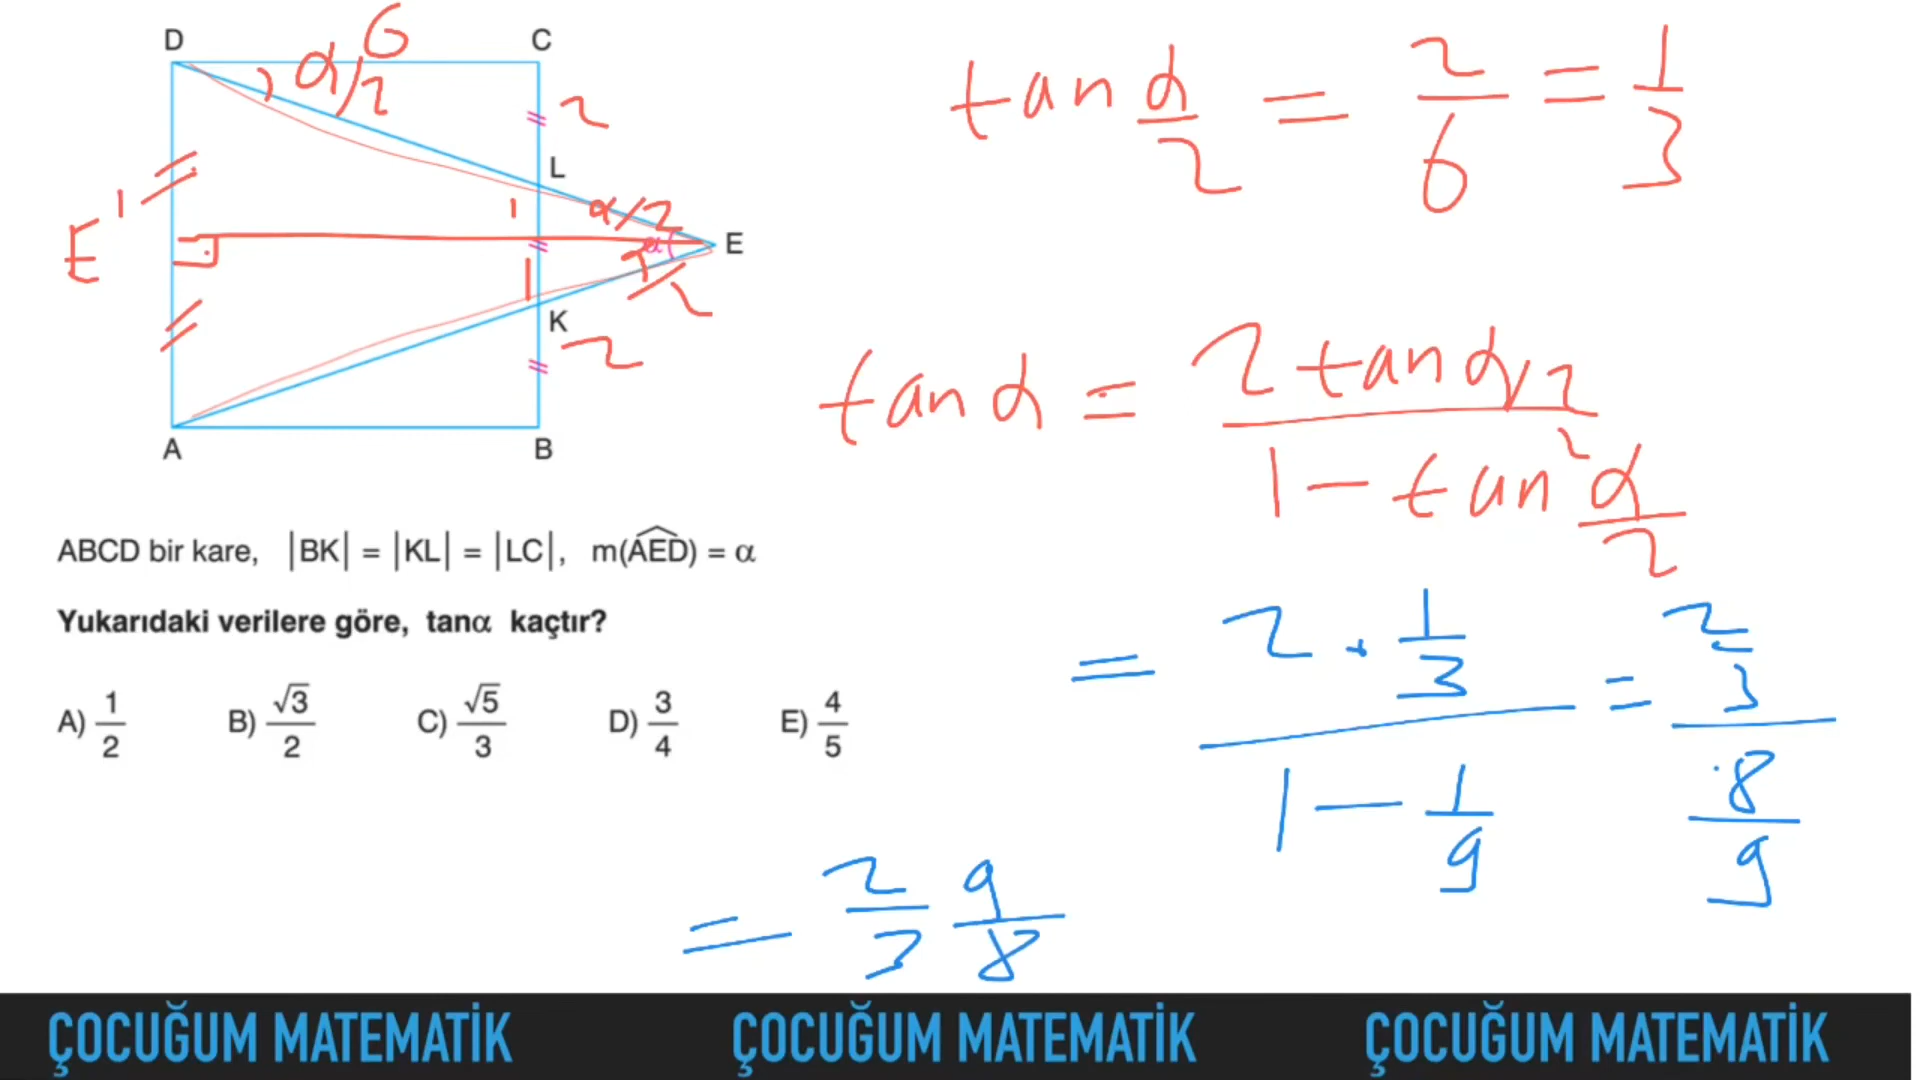 D
6
C
α/2
2
L
1
α/2
E'
α
E
1
α/2
K
2
A
B
tan α/2 = 2/6 = 1/3
tan α = 2 tan α/2 / 1 - tan² α/2
= 2 · 1/3 / 1 - 1/9 = 2/3 / 8/9
= 2/3 9/8
ABCD bir kare, |BK| = |KL| = |LC|, m(AED) = α
Yukarıdaki verilere göre, tanα kaçtır?
A) 1/2 B) √3/2 C) √5/3 D) 3/4 E) 4/5
ÇOCUĞUM MATEMATİK ÇOCUĞUM MATEMATİK ÇOCUĞUM MATEMATİK